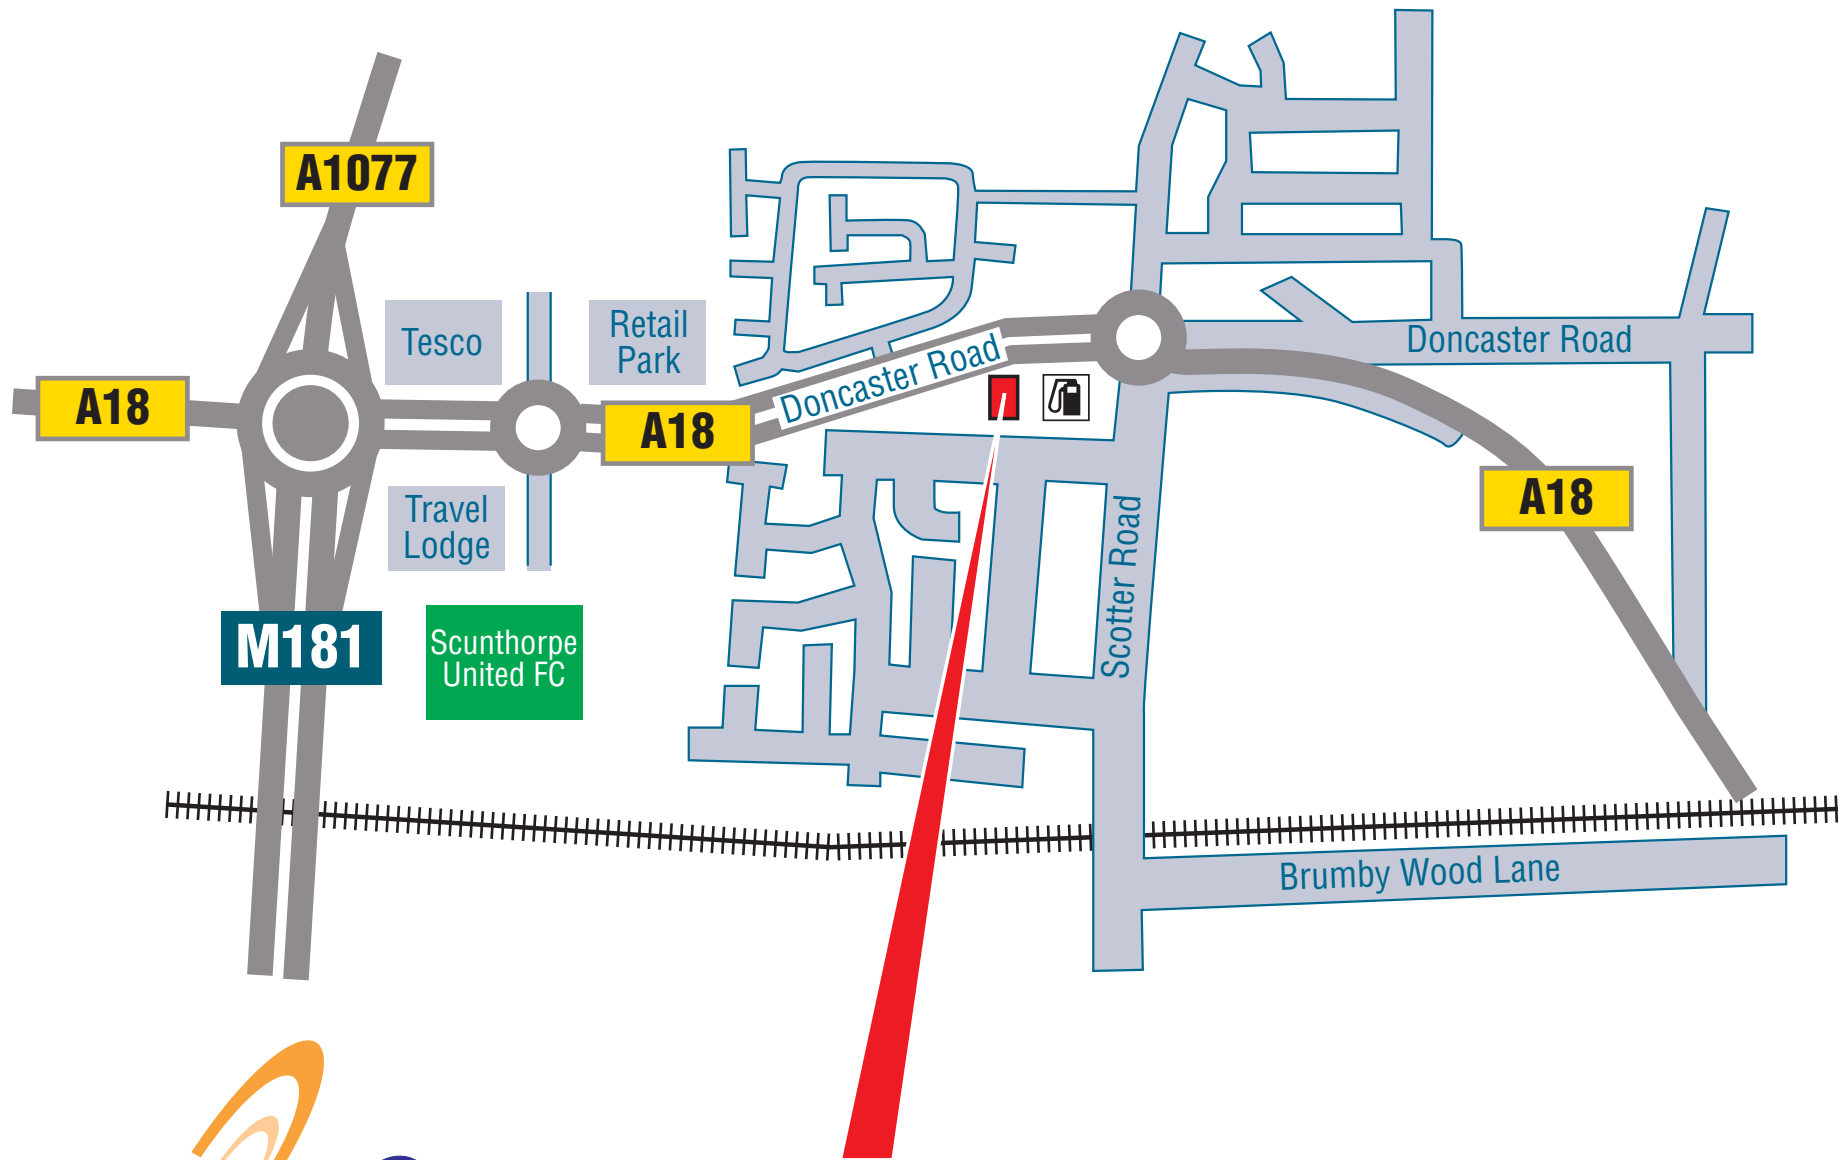 A1077
Tesco
Retail
Park
Doncaster Road
Doncaster Road
A18
A18
A18
Travel
Lodge
Scotter Road
M181
Scunthorpe
United FC
Brumby Wood Lane